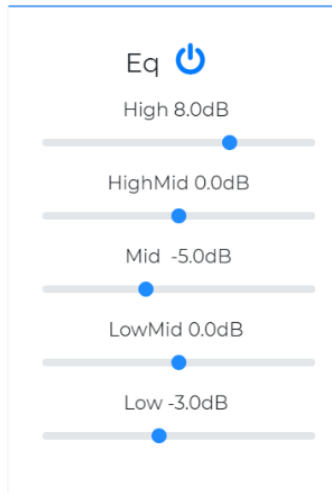 Eq
High 8.0dB
HighMid 0.0dB
Mid -5.0dB
LowMid 0.0dB
Low -3.0dB